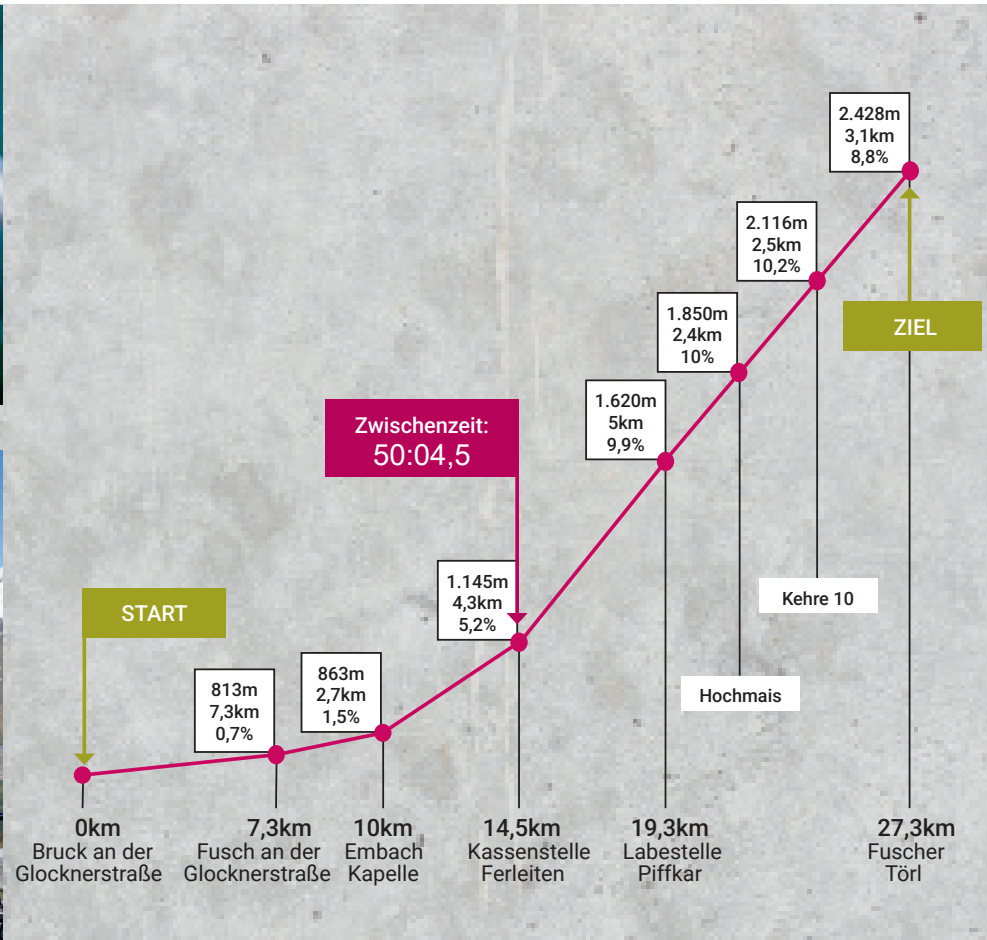 2.428m
3,1km
8,8%
2.116m
2,5km
10,2%
ZIEL
1.850m
2,4km
10%
1.620m
5km
9,9%
Zwischenzeit:
50:04,5
1.145m
4,3km
5,2%
START
Kehre 10
863m
2,7km
1,5%
813m
7,3km
0,7%
Hochmais
0km
Bruck an der
Glocknerstraße
7,3km
Fusch an der
Glocknerstraße
10km
Embach
Kapelle
14,5km
Kassenstelle
Ferleiten
19,3km
Labestelle
Piffkar
27,3km
Fuscher
Törl